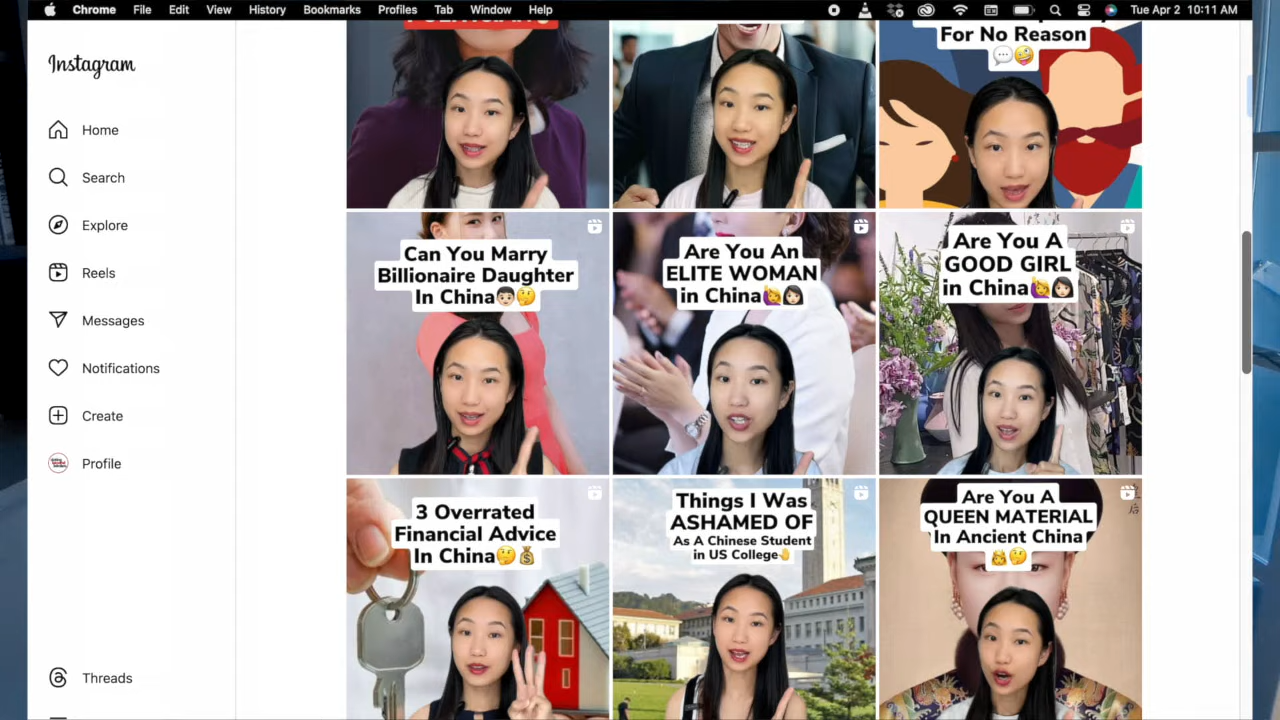 Chrome File Edit View History Bookmarks Profiles Tab Window Help
Tue Apr 2 10:11 AM
Instagram
Home
Search
Explore
Reels
Messages
Notifications
Create
Profile
Threads
For No Reason
💬🤪
Can You Marry
Billionaire Daughter
In China👨🏻🤔
Are You An
ELITE WOMAN
in China🙋‍♀️👩🏻
Are You A
GOOD GIRL
in China🙋‍♀️👩🏻
3 Overrated
Financial Advice
In China🤔💰
Things I Was
ASHAMED OF
As A Chinese Student
in US College🤚
Are You A
QUEEN MATERIAL
In Ancient China
👸🤔